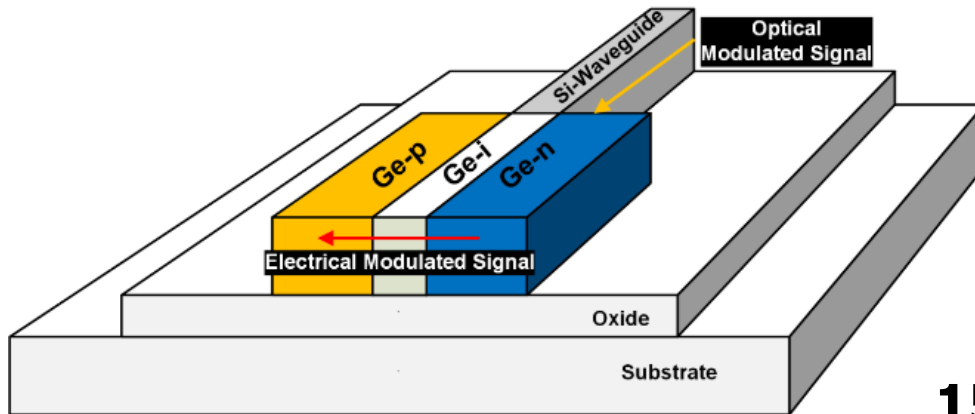 Optical
Modulated Signal
Si-Waveguide
Ge-p
Ge-i
Ge-n
Electrical Modulated Signal
Oxide
Substrate